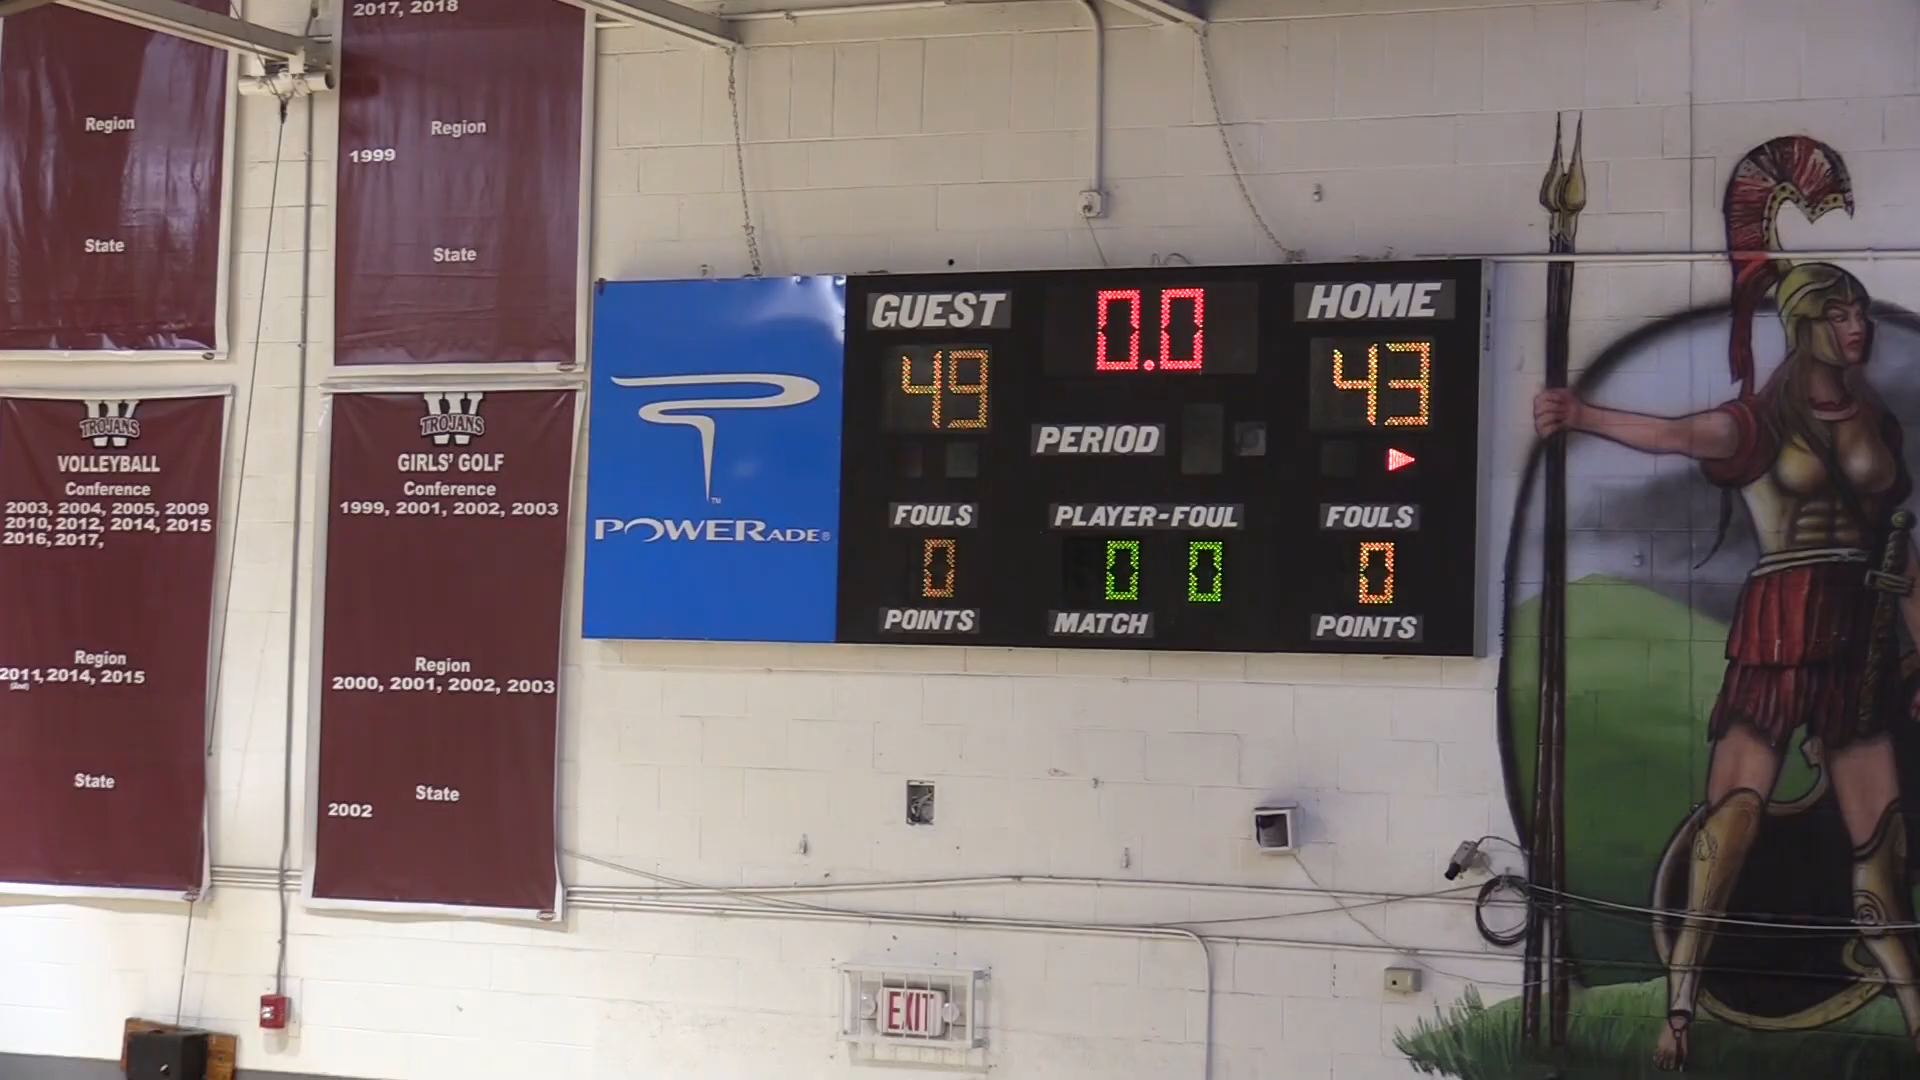 Region
State
2017, 2018
Region
1999
State
W
TROJANS
VOLLEYBALL
Conference
2003, 2004, 2005, 2009
2010, 2012, 2014, 2015
2016, 2017,
Region
2011, 2014, 2015
(2nd)
State
W
TROJANS
GIRLS' GOLF
Conference
1999, 2001, 2002, 2003
Region
2000, 2001, 2002, 2003
State
2002
TM
POWERADE®
GUEST 0.0 HOME
49 43
PERIOD
FOULS PLAYER-FOUL FOULS
0 0 0 0
POINTS MATCH POINTS
EXIT